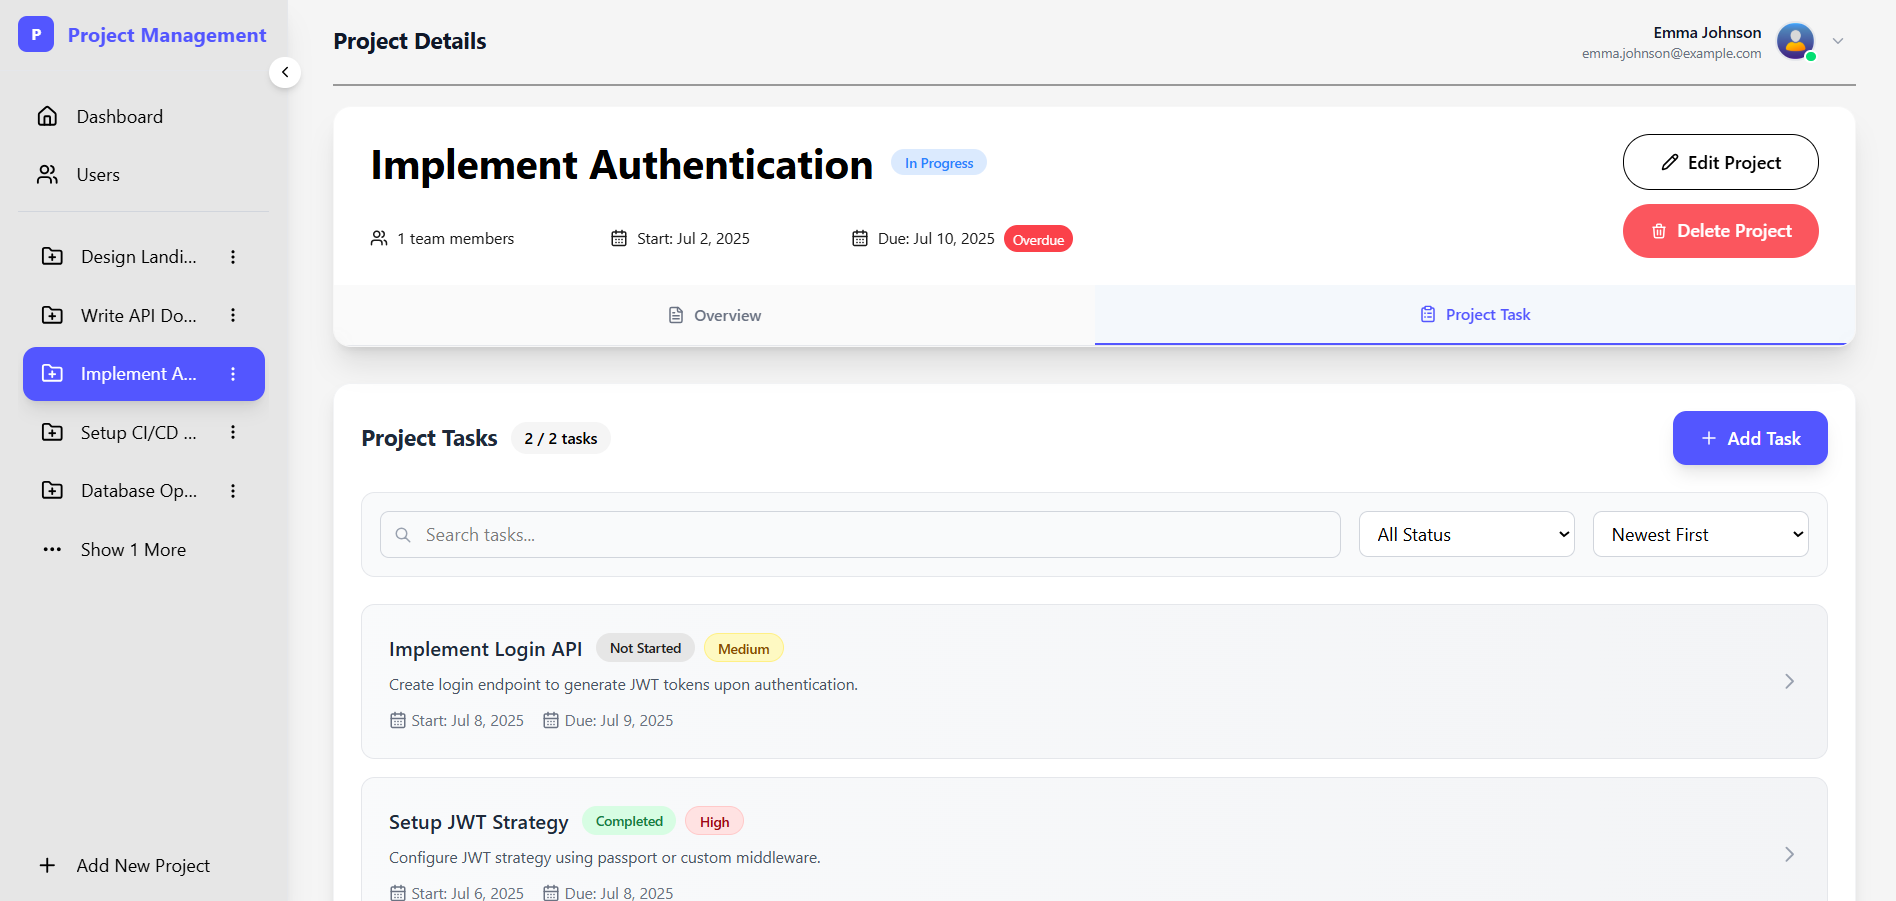 P
Project Management
Dashboard
Users
Design Landi...
Write API Do...
Implement A...
Setup CI/CD ...
Database Op...
Show 1 More
Add New Project
Project Details
Emma Johnson
emma.johnson@example.com
Implement Authentication
In Progress
Edit Project
1 team members
Start: Jul 2, 2025
Due: Jul 10, 2025
Overdue
Delete Project
Overview
Project Task
Project Tasks
2 / 2 tasks
Add Task
Search tasks...
All Status
Newest First
Implement Login API
Not Started
Medium
Create login endpoint to generate JWT tokens upon authentication.
Start: Jul 8, 2025
Due: Jul 9, 2025
Setup JWT Strategy
Completed
High
Configure JWT strategy using passport or custom middleware.
Start: Jul 6, 2025
Due: Jul 8, 2025